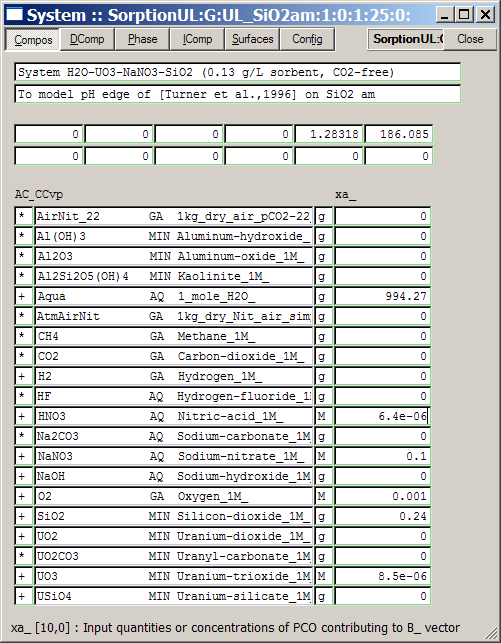 System :: SorptionUL:G:UL_SiO2am:1:0:1:25:0:
Compos DComp Phase IComp Surfaces Config SorptionUL:G Close
System H2O-UO3-NaNO3-SiO2 (0.13 g/L sorbent, CO2-free)
To model pH edge of [Turner et al.,1996] on SiO2 am
0 0 0 0 1.28318 186.085
0 0 0 0 0 0
AC_CCvp xa_
* AirNit_22 GA 1kg_dry_air_pCO2-22_ g 0
* Al(OH)3 MIN Aluminum-hydroxide_ g 0
* Al2O3 MIN Aluminum-oxide_1M_ g 0
* Al2Si2O5(OH)4 MIN Kaolinite_1M_ g 0
+ Aqua AQ 1_mole_H2O_ g 994.27
* AtmAirNit GA 1kg_dry_Nit_air_simp g 0
* CH4 GA Methane_1M_ g 0
* CO2 GA Carbon-dioxide_1M_ g 0
+ H2 GA Hydrogen_1M_ g 0
* HF AQ Hydrogen-fluoride_1M g 0
+ HNO3 AQ Nitric-acid_1M_ M 6.4e-06
* Na2CO3 AQ Sodium-carbonate_1M_ g 0
+ NaNO3 AQ Sodium-nitrate_1M_ M 0.1
+ NaOH AQ Sodium-hydroxide_1M_ g 0
+ O2 GA Oxygen_1M_ M 0.001
+ SiO2 MIN Silicon-dioxide_1M_ g 0.24
+ UO2 MIN Uranium-dioxide_1M_ g 0
* UO2CO3 MIN Uranyl-carbonate_1M_ g 0
+ UO3 MIN Uranium-trioxide_1M_ M 8.5e-06
+ USiO4 MIN Uranium-silicate_1M_ g 0
xa_ [10,0] : Input quantities or concentrations of PCO contributing to B_ vector